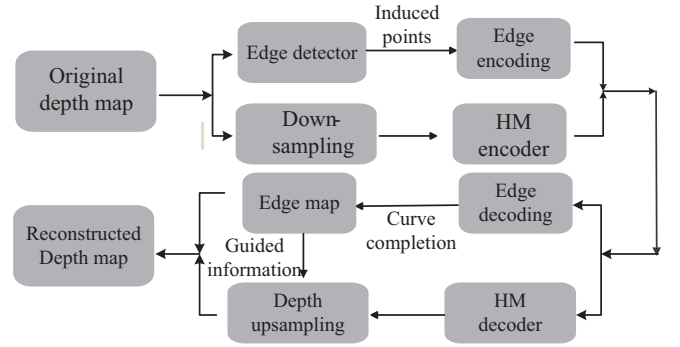 Induced
points
Edge detector
Edge
encoding
Original
depth map
Down-
sampling
HM
encoder
Edge map
Edge
decoding
Curve
completion
Reconstructed
Depth map
Guided
information
Depth
upsampling
HM
decoder